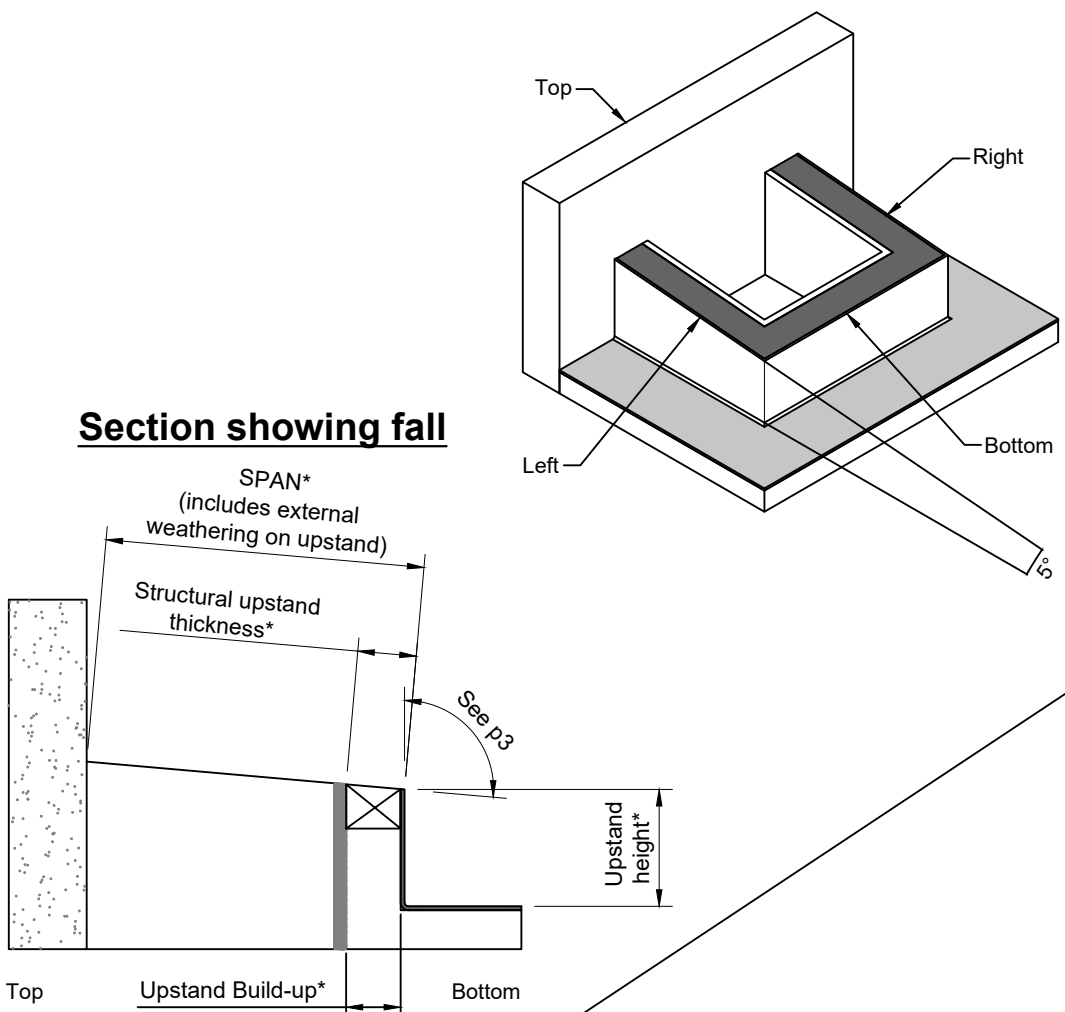 Top
Right
Left
Bottom
5°
Section showing fall
SPAN*
(includes external
weathering on upstand)
Structural upstand
thickness*
See p3
Upstand
height*
Top
Upstand Build-up*
Bottom